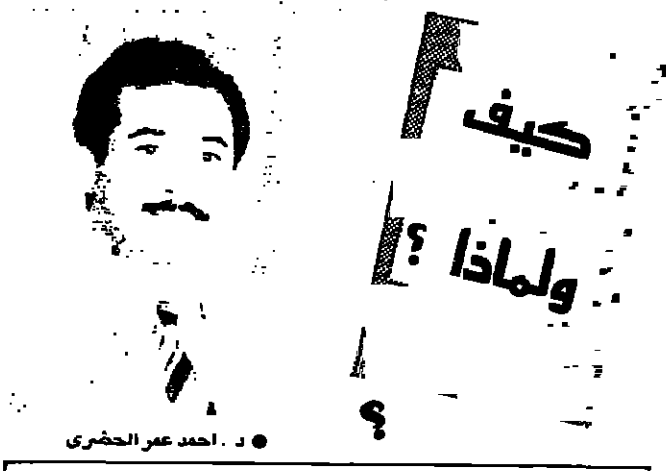 كيف
ولماذا ؟
؟
● د . احمد عمر الحضرى